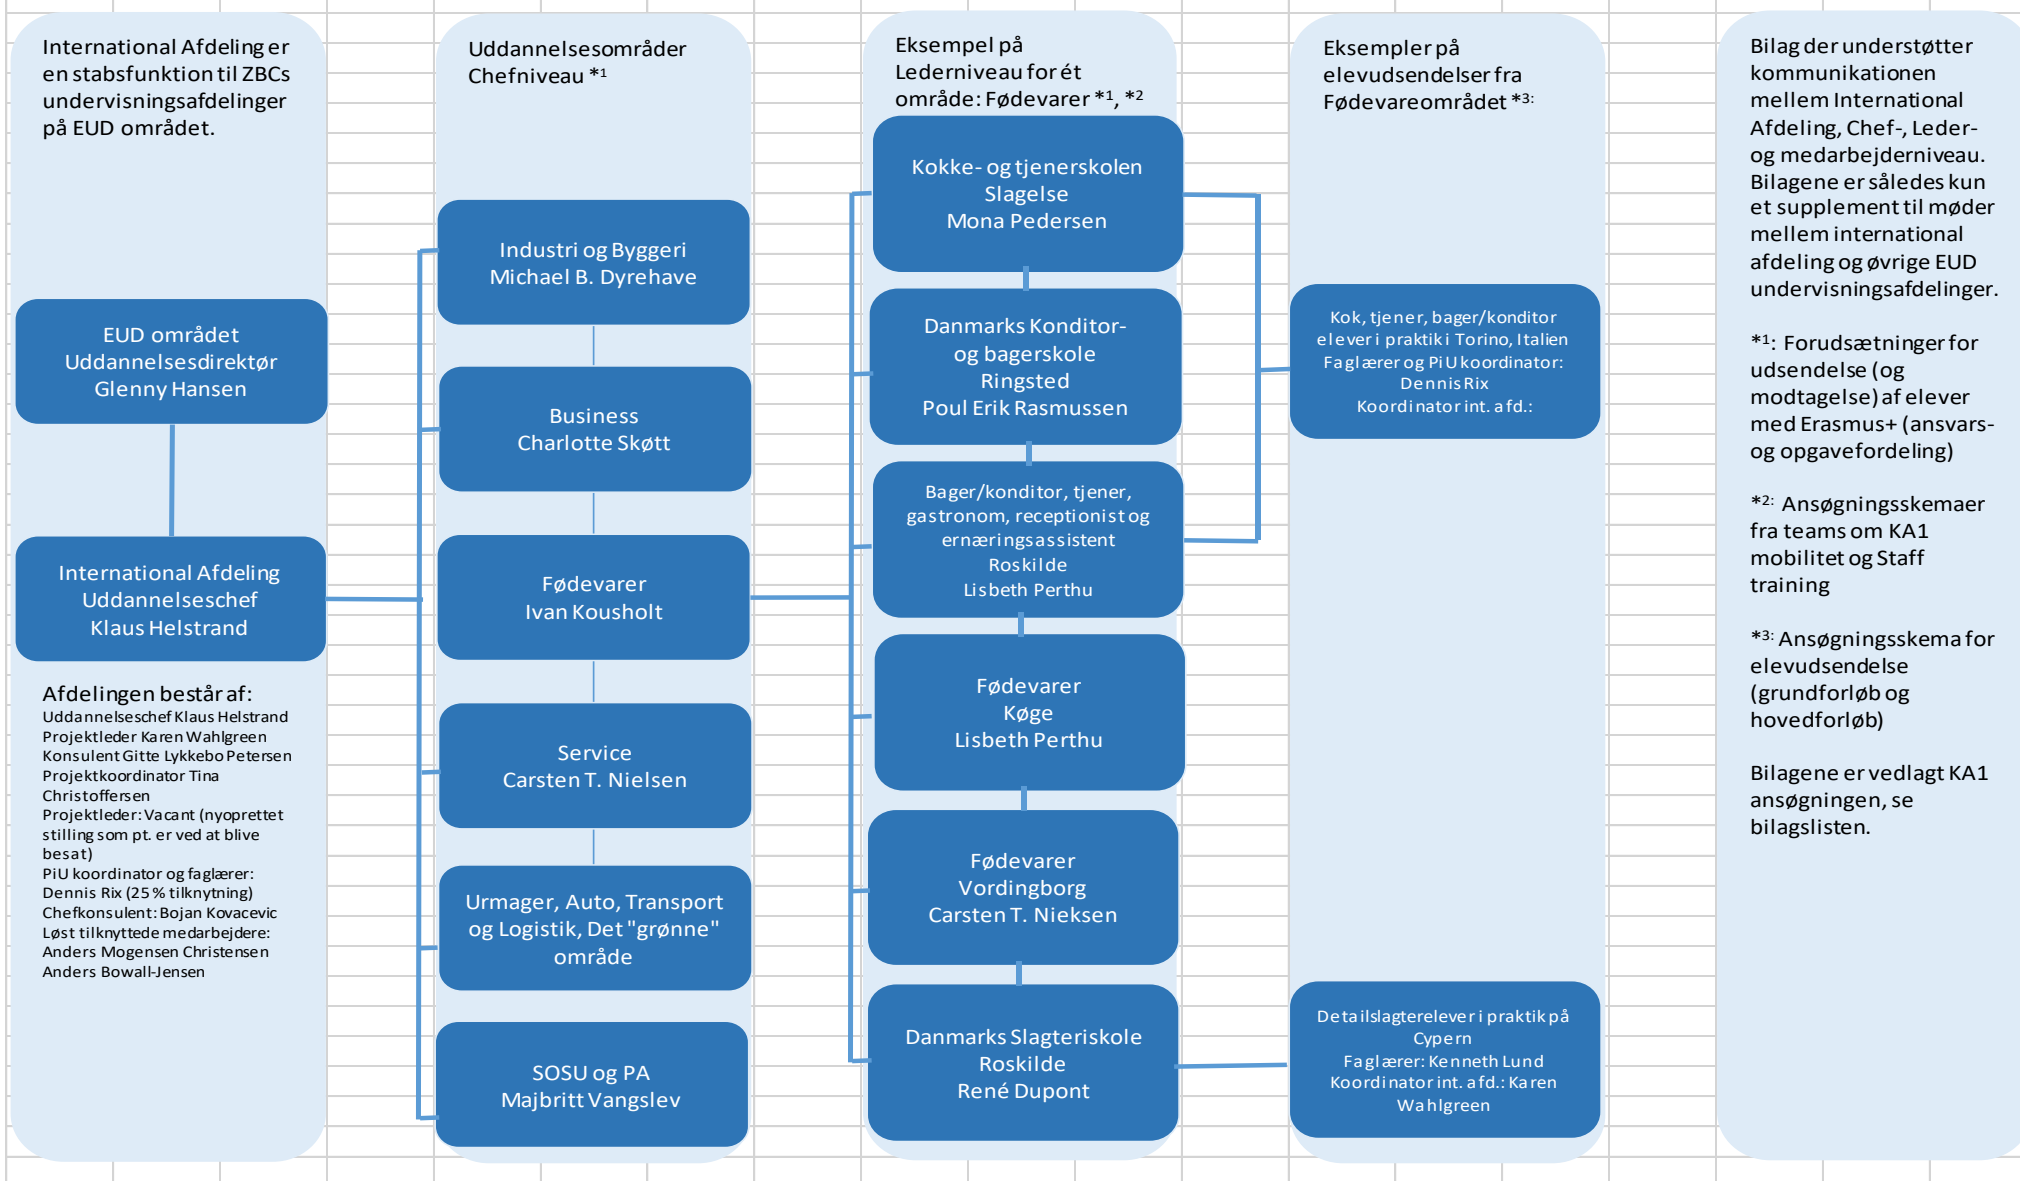 International Afdeling er
en stabsfunktion til ZBCs
undervisningsafdelinger
på EUD området.
EUD området
Uddannelsesdirektør
Glenny Hansen
International Afdeling
Uddannelseschef
Klaus Helstrand
Afdelingen består af:
Uddannelseschef Klaus Helstrand
Projektleder Karen Wahlgreen
Konsulent Gitte Lykkebo Petersen
Projektkoordinator Tina
Christoffersen
Projektleder: Vacant (nyoprettet
stilling som pt. er ved at blive
besat)
PiU koordinator og faglærer:
Dennis Rix (25 % tilknytning)
Chefkonsulent: Bojan Kovacevic
Løst tilknyttede medarbejdere:
Anders Mogensen Christensen
Anders Bowall-Jensen
Uddannelsesområder
Chefniveau *1
Industri og Byggeri
Michael B. Dyrehave
Business
Charlotte Skøtt
Fødevarer
Ivan Kousholt
Service
Carsten T. Nielsen
Urmager, Auto, Transport
og Logistik, Det "grønne"
område
SOSU og PA
Majbritt Vangslev
Eksempel på
Lederniveau for ét
område: Fødevarer *1, *2
Kokke- og tjenerskolen
Slagelse
Mona Pedersen
Danmarks Konditor-
og bagerskole
Ringsted
Poul Erik Rasmussen
Bager/konditor, tjener,
gastronom, receptionist og
ernæringsassistent
Roskilde
Lisbeth Perthu
Fødevarer
Køge
Lisbeth Perthu
Fødevarer
Vordingborg
Carsten T. Nieksen
Danmarks Slagteriskole
Roskilde
René Dupont
Eksempler på
elevudsendelser fra
Fødevareområdet *3:
Kok, tjener, bager/konditor
elever i praktik i Torino, Italien
Faglærer og PiU koordinator:
Dennis Rix
Koordinator int. afd.:
Detailslagterelever i praktik på
Cypern
Faglærer: Kenneth Lund
Koordinator int. afd.: Karen
Wahlgreen
Bilag der understøtter
kommunikationen
mellem International
Afdeling, Chef-, Leder-
og medarbejderniveau.
Bilagene er således kun
et supplement til møder
mellem international
afdeling og øvrige EUD
undervisningsafdelinger.
*1: Forudsætninger for
udsendelse (og
modtagelse) af elever
med Erasmus+ (ansvars-
og opgavefordeling)
*2: Ansøgningsskemaer
fra teams om KA1
mobilitet og Staff
training
*3: Ansøgningsskema for
elevudsendelse
(grundforløb og
hovedforløb)
Bilagene er vedlagt KA1
ansøgningen, se
bilagslisten.